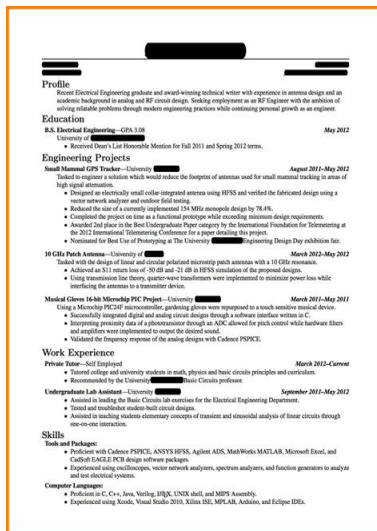 Profile
Recent Electrical Engineering graduate and award-winning technical writer with experience in antenna design and an
academic background in analog and RF circuit design. Seeking employment as an RF Engineer with the ambition of
solving relatable problems through modern engineering practices while continuing personal growth as an engineer.
Education
B.S. Electrical Engineering—GPA 3.08 May 2012
University of
• Received Dean's List Honorable Mention for Fall 2011 and Spring 2012 terms.
Engineering Projects
Small Mammal GPS Tracker—University August 2011–May 2012
Tasked to engineer a solution which would reduce the footprint of antennas used for small mammal tracking in areas of
high signal attenuation.
• Designed an electrically small collar-integrated antenna using HFSS and verified the fabricated design using a
vector network analyzer and outdoor field testing.
• Reduced the size of a currently implemented 154 MHz monopole design by 78.4%.
• Completed the project on time as a functional prototype while exceeding minimum design requirements.
• Awarded 2nd place in the Best Undergraduate Paper category by the International Foundation for Telemetering at
the 2012 International Telemetering Conference for a paper detailing this project.
• Nominated for Best Use of Prototyping at The University Engineering Design Day exhibition fair.
10 GHz Patch Antenna—University of March 2012–May 2012
Tasked with the design of linear and circular polarized microstrip patch antennas with a 10 GHz resonance.
• Achieved an S11 return loss of -50 dB and -21 dB in HFSS simulation of the proposed designs.
• Using transmission line theory, quarter-wave transformers were implemented to minimize power loss while
interfacing the antennas to a transmitter device.
Musical Gloves 16-bit Microchip PIC Project—University March 2011–May 2011
Using a Microchip PIC24F microcontroller, gardening gloves were repurposed to a touch sensitive musical device.
• Successfully integrated digital and analog circuit designs through a software interface written in C.
• Interpreting proximity data of a phototransistor through an ADC allowed for pitch control while hardware filters
and amplifiers were implemented to output the desired sound.
• Validated the frequency response of the analog designs with Cadence PSPICE.
Work Experience
Private Tutor—Self Employed March 2012–Current
• Tutored college and university students in math, physics and basic circuits principles and curriculum.
• Recommended by the University Basic Circuits professor.
Undergraduate Lab Assistant—University September 2011–May 2012
• Assisted in leading the Basic Circuits lab exercises for the Electrical Engineering Department.
• Tested and troubleshot student-built circuit designs.
• Assisted in teaching students elementary concepts of transient and sinusoidal analysis of linear circuits through
one-on-one interaction.
Skills
Tools and Packages:
• Proficient with Cadence PSPICE, ANSYS HFSS, Agilent ADS, MathWorks MATLAB, Microsoft Excel, and
CadSoft EAGLE PCB design software packages.
• Experienced using oscilloscopes, vector network analyzers, spectrum analyzers, and function generators to analyze
and test electrical systems.
Computer Languages:
• Proficient in C, C++, Java, Verilog, LATEX, UNIX shell, and MIPS Assembly.
• Experienced using Xcode, Visual Studio 2010, Xilinx ISE, MPLAB, Arduino, and Eclipse IDEs.